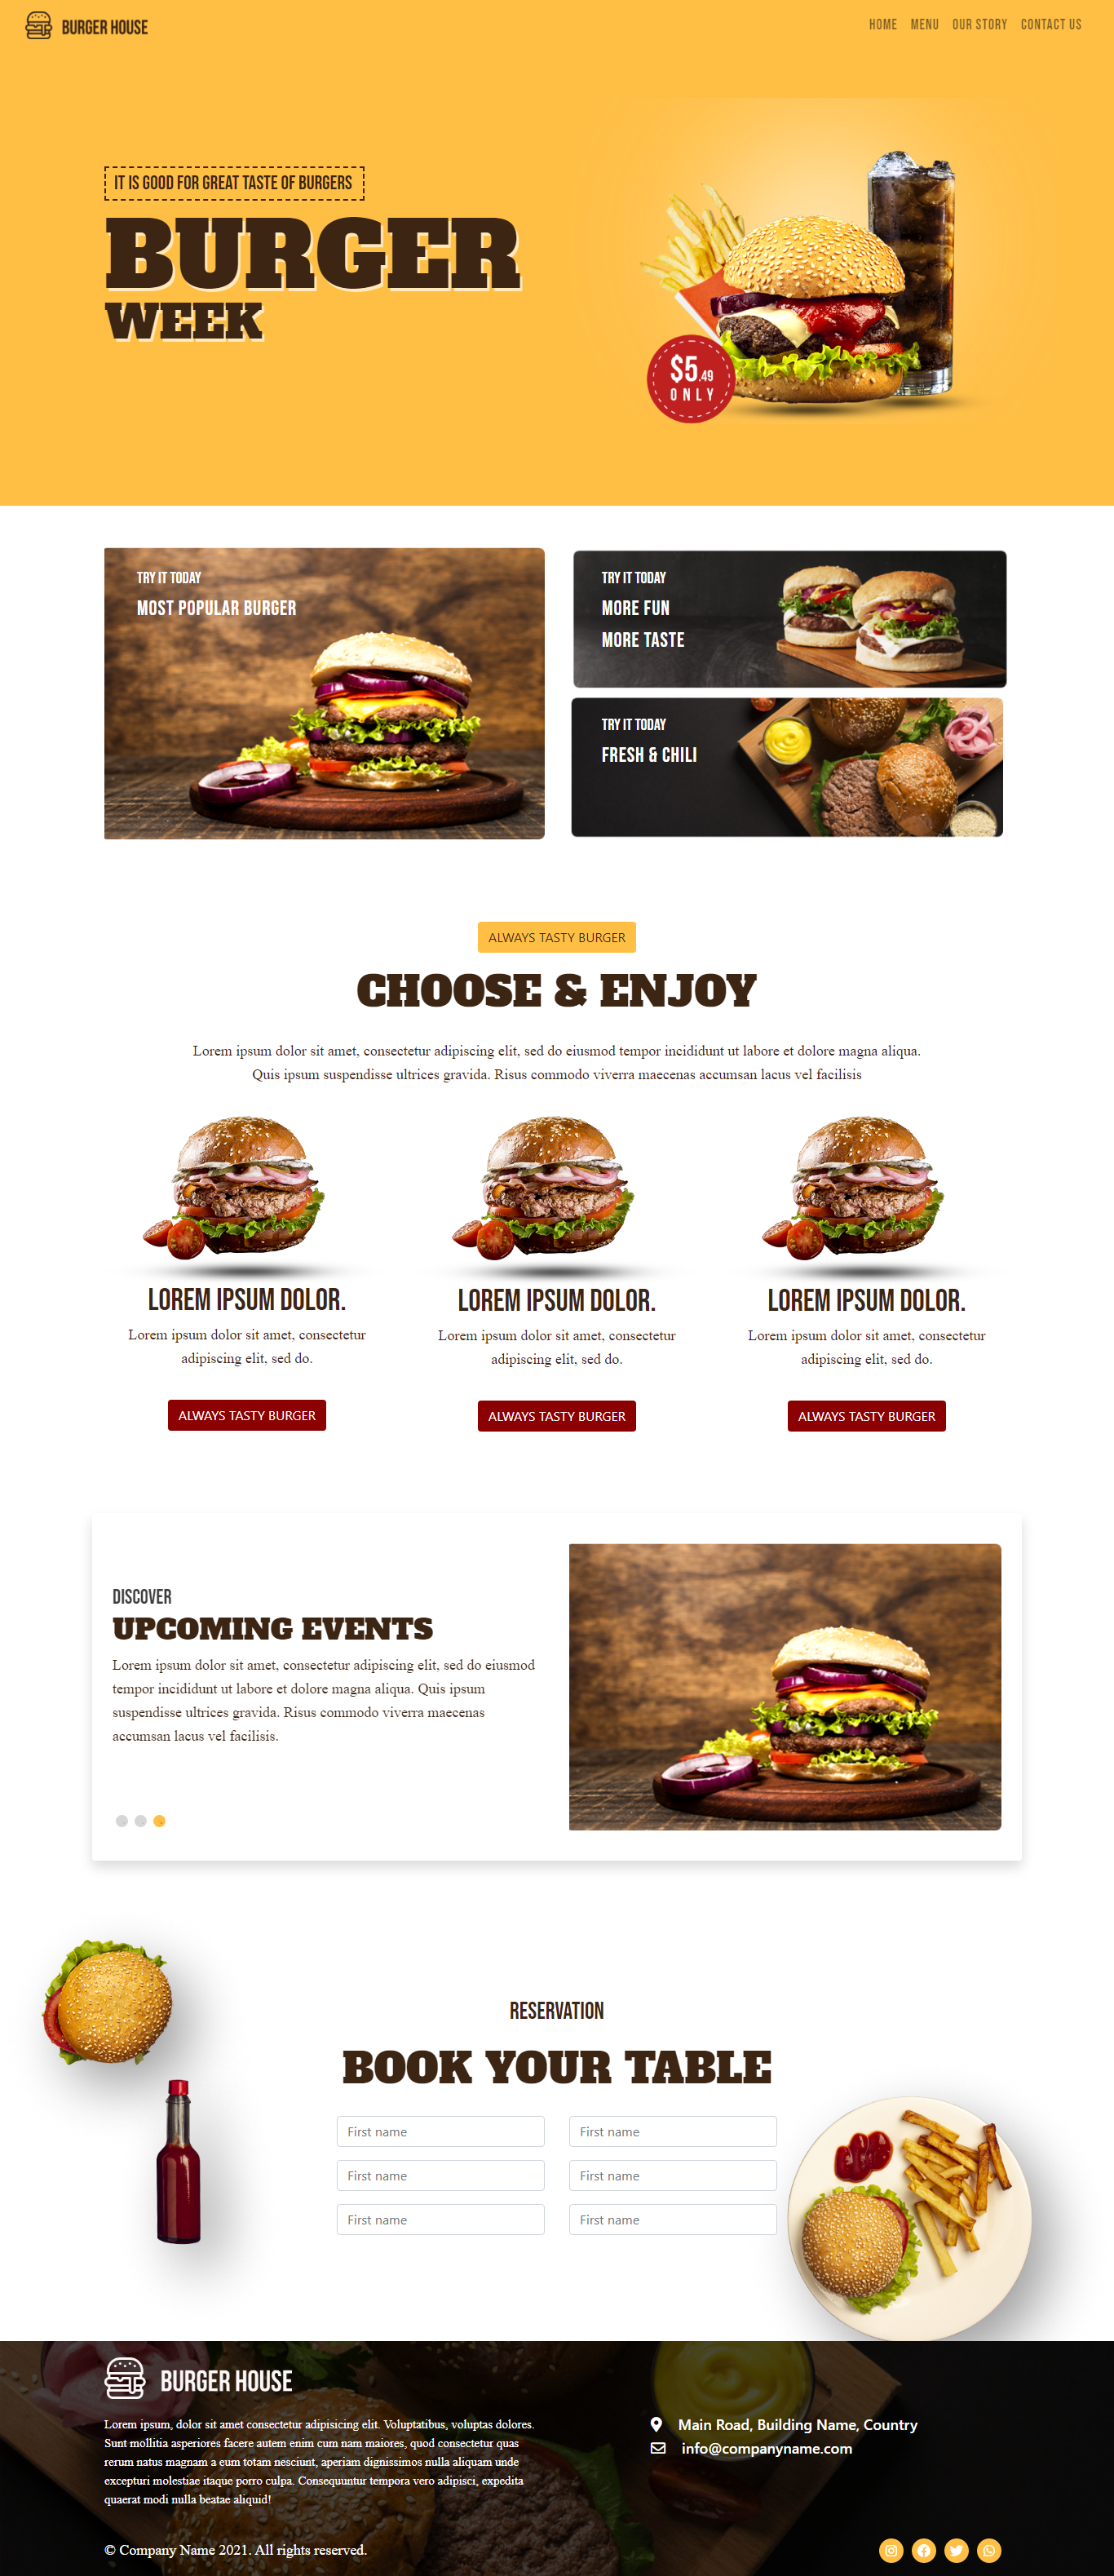 BURGER HOUSE
HOME MENU OUR STORY CONTACT US
IT IS GOOD FOR GREAT TASTE OF BURGERS
BURGER
WEEK
$5.49
ONLY
TRY IT TODAY
MOST POPULAR BURGER
TRY IT TODAY
MORE FUN
MORE TASTE
TRY IT TODAY
FRESH & CHILI
ALWAYS TASTY BURGER
CHOOSE & ENJOY
Lorem ipsum dolor sit amet, consectetur adipiscing elit, sed do eiusmod tempor incididunt ut labore et dolore magna aliqua.
Quis ipsum suspendisse ultrices gravida. Risus commodo viverra maecenas accumsan lacus vel facilisis
LOREM IPSUM DOLOR.
Lorem ipsum dolor sit amet, consectetur
adipiscing elit, sed do.
ALWAYS TASTY BURGER
LOREM IPSUM DOLOR.
Lorem ipsum dolor sit amet, consectetur
adipiscing elit, sed do.
ALWAYS TASTY BURGER
LOREM IPSUM DOLOR.
Lorem ipsum dolor sit amet, consectetur
adipiscing elit, sed do.
ALWAYS TASTY BURGER
DISCOVER
UPCOMING EVENTS
Lorem ipsum dolor sit amet, consectetur adipiscing elit, sed do eiusmod
tempor incididunt ut labore et dolore magna aliqua. Quis ipsum
suspendisse ultrices gravida. Risus commodo viverra maecenas
accumsan lacus vel facilisis.
RESERVATION
BOOK YOUR TABLE
First name First name
First name First name
First name First name
BURGER HOUSE
Lorem ipsum, dolor sit amet consectetur adipisicing elit. Voluptatibus, voluptas dolores.
Sunt mollitia asperiores facere autem enim cum nam maiores, quod consectetur quas
rerum natus magnam a eum totam nesciunt, aperiam dignissimos nulla aliquam unde
excepturi molestiae itaque porro culpa. Consequuntur tempora vero adipisci, expedita
quaerat modi nulla beatae aliquid!
Main Road, Building Name, Country
info@companyname.com
© Company Name 2021. All rights reserved.